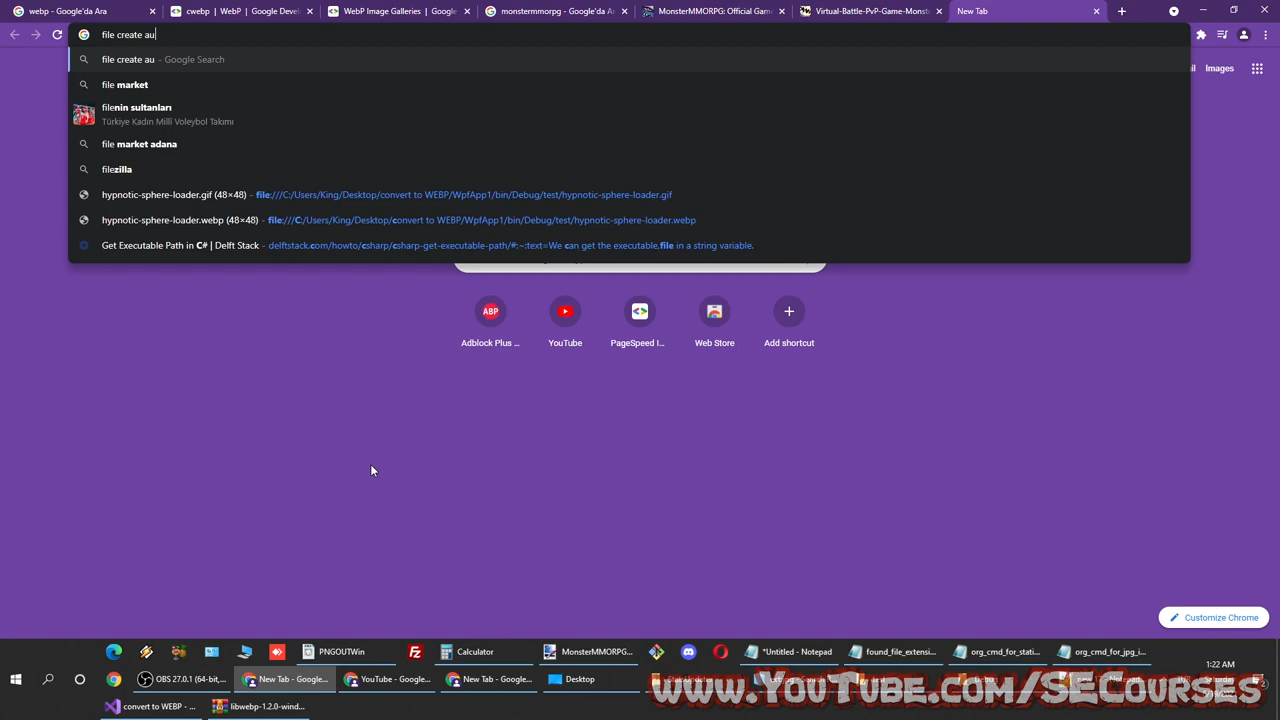 webp - Google'da Ara
cwebp | WebP | Google Devel
WebP Image Galleries | Google
monstermmorpg - Google'da Ara
MonsterMMORPG: Official Game
Virtual-Battle-PvP-Game-Monst
New Tab
file create au
file create au - Google Search
file market
filenin sultanları
Türkiye Kadın Millî Voleybol Takımı
file market adana
filezilla
hypnotic-sphere-loader.gif (48×48) - file:///C:/Users/King/Desktop/convert to WEBP/WpfApp1/bin/Debug/test/hypnotic-sphere-loader.gif
hypnotic-sphere-loader.webp (48×48) - file:///C:/Users/King/Desktop/convert to WEBP/WpfApp1/bin/Debug/test/hypnotic-sphere-loader.webp
Get Executable Path in C# | Delft Stack - delftstack.com/howto/csharp/csharp-get-executable-path/#:~:text=We can get the executable,file in a string variable.
Images
ABP
Adblock Plus ...
YouTube
PageSpeed I...
Web Store
Add shortcut
Customize Chrome
PNGOUTWin
Calculator
MonsterMMORPG...
*Untitled - Notepad
found_file_extensi...
org_cmd_for_stati...
org_cmd_for_jpg_i...
1:22 AM
OBS 27.0.1 (64-bit,...
New Tab - Google...
YouTube - Google...
New Tab - Google...
Desktop
Saturday
www.YouTube.com/SECourses
convert to WEBP - ...
libwebp-1.2.0-wind...